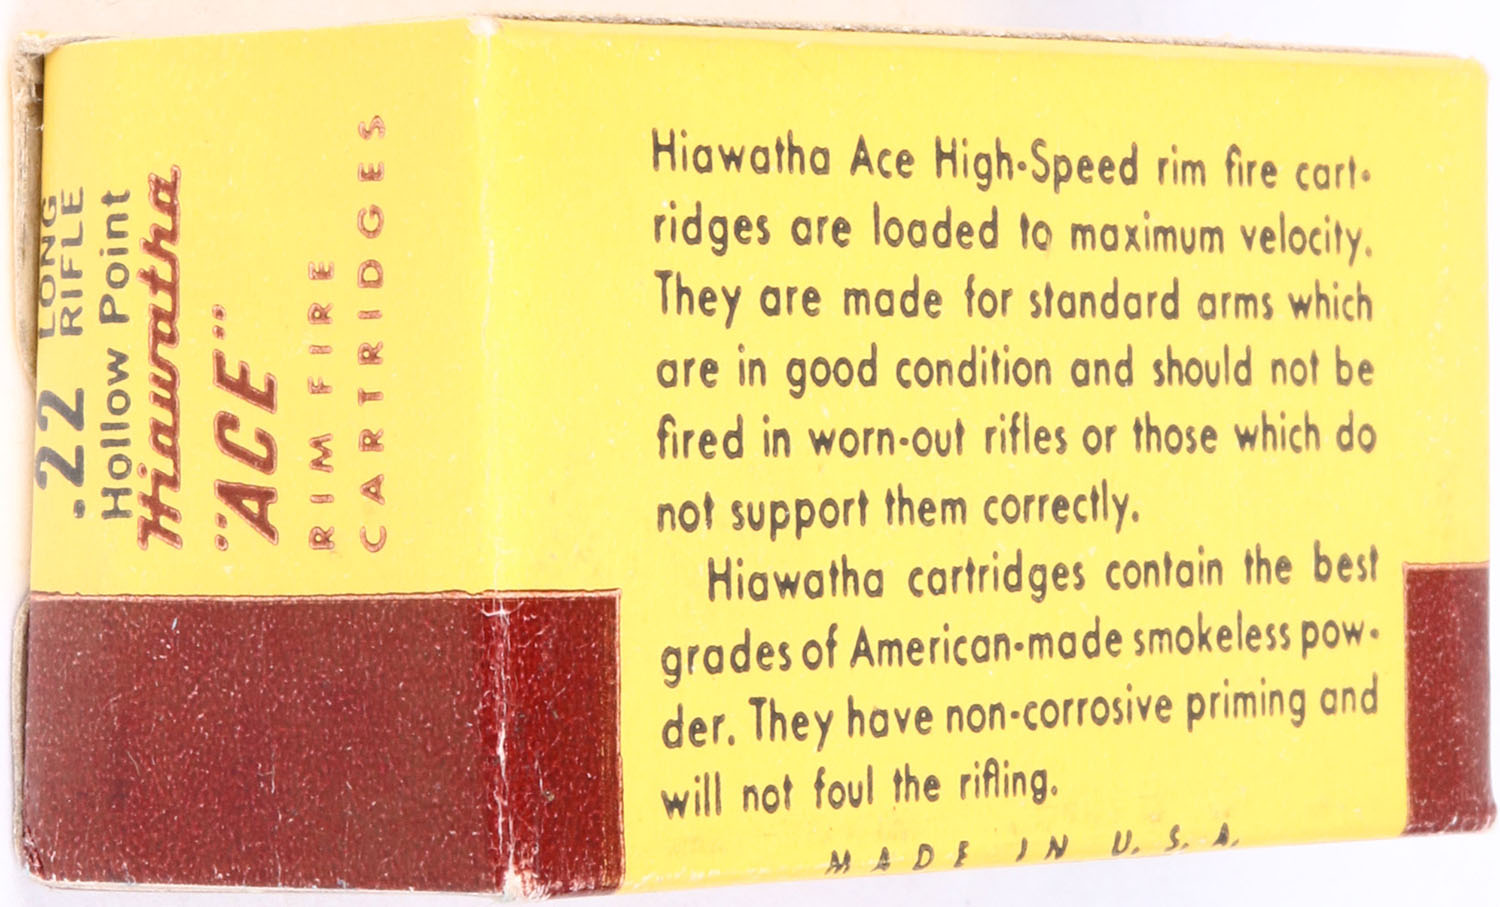 .22 LONG RIFLE
Hollow Point
Hiawatha
"ACE"
RIM FIRE
CARTRIDGES
Hiawatha Ace High-Speed rim fire cart-
ridges are loaded to maximum velocity.
They are made for standard arms which
are in good condition and should not be
fired in worn-out rifles or those which do
not support them correctly.
Hiawatha cartridges contain the best
grades of American-made smokeless pow-
der. They have non-corrosive priming and
will not foul the rifling.
MADE IN U.S.A.